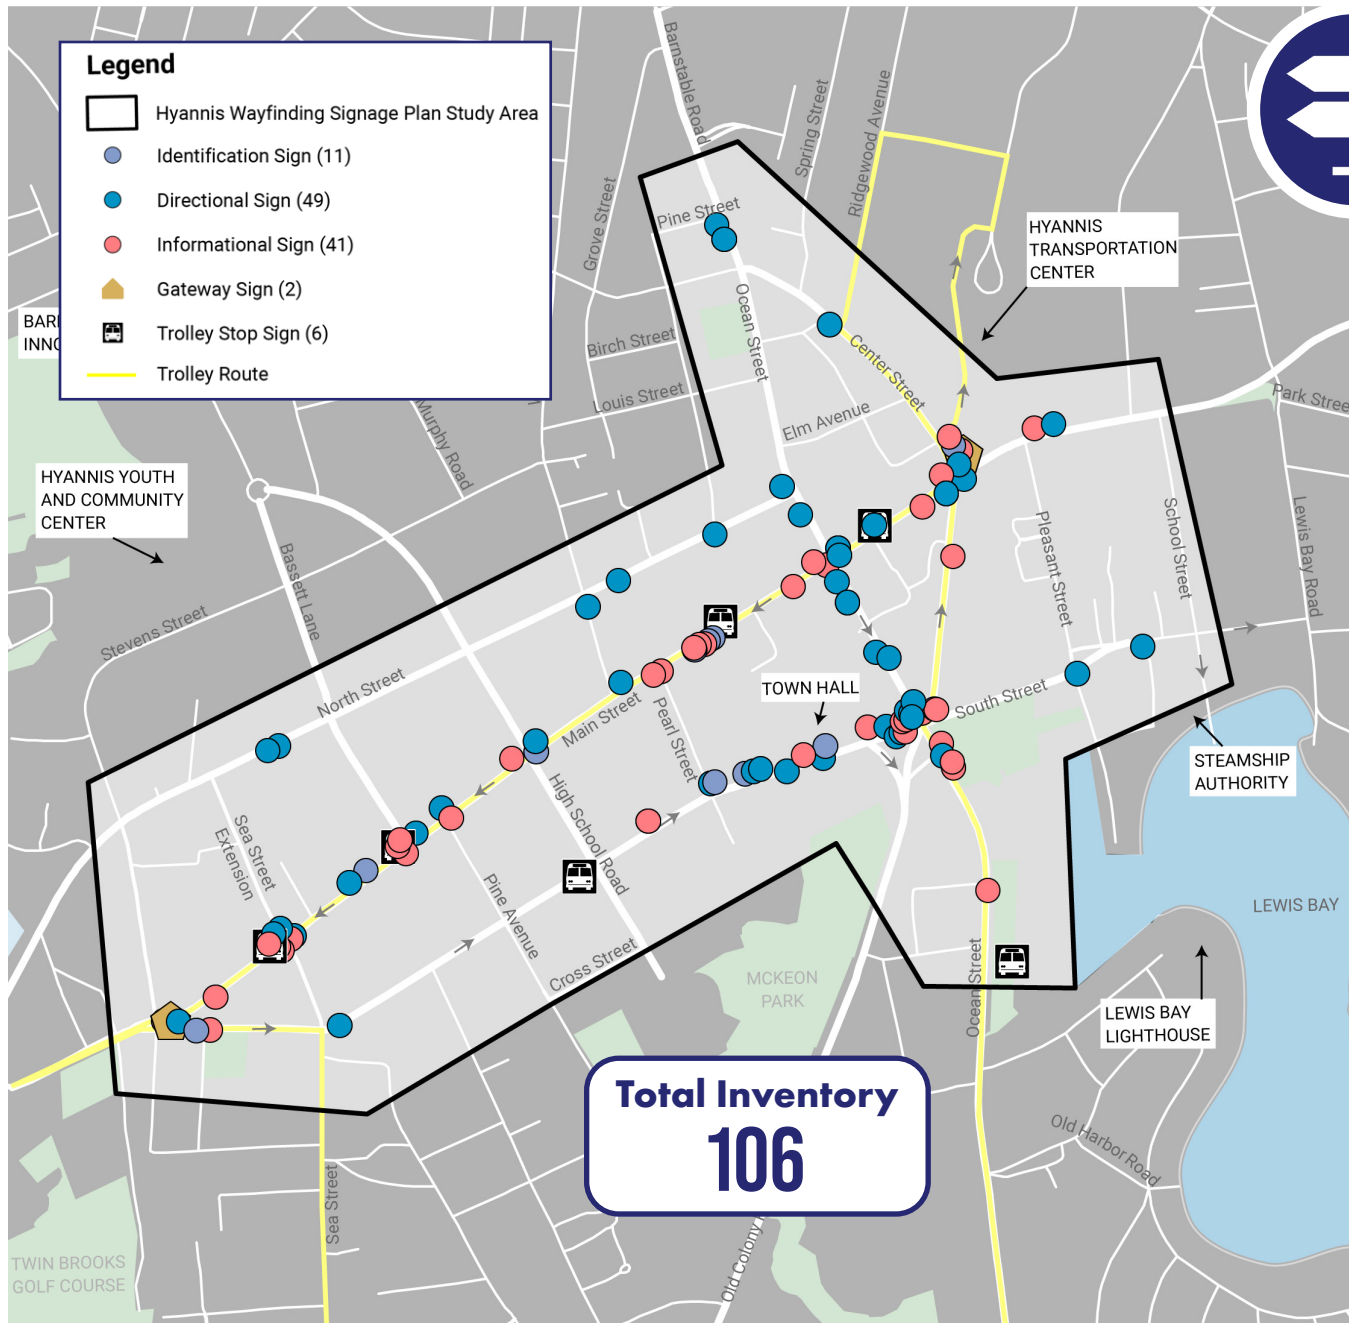 Legend
Hyannis Wayfinding Signage Plan Study Area
Identification Sign (11)
Directional Sign (49)
Informational Sign (41)
Gateway Sign (2)
Trolley Stop Sign (6)
Trolley Route
Barnstable Road
Spring Street
Ridgewood Avenue
Grove Street
Pine Street
HYANNIS
TRANSPORTATION
CENTER
Ocean Street
Birch Street
Center Street
Louis Street
Murphy Road
Elm Avenue
Park Stree
HYANNIS YOUTH
AND COMMUNITY
CENTER
Bassett Lane
Pleasant Street
School Street
Lewis Bay Road
Stevens Street
North Street
Main Street
Pearl Street
TOWN HALL
South Street
STEAMSHIP
AUTHORITY
Sea Street
Extension
High School Road
Pine Avenue
Cross Street
LEWIS BAY
MCKEON
PARK
Ocean Street
LEWIS BAY
LIGHTHOUSE
Total Inventory
106
Old Harbor Road
Sea Street
Old Colony
TWIN BROOKS
GOLF COURSE